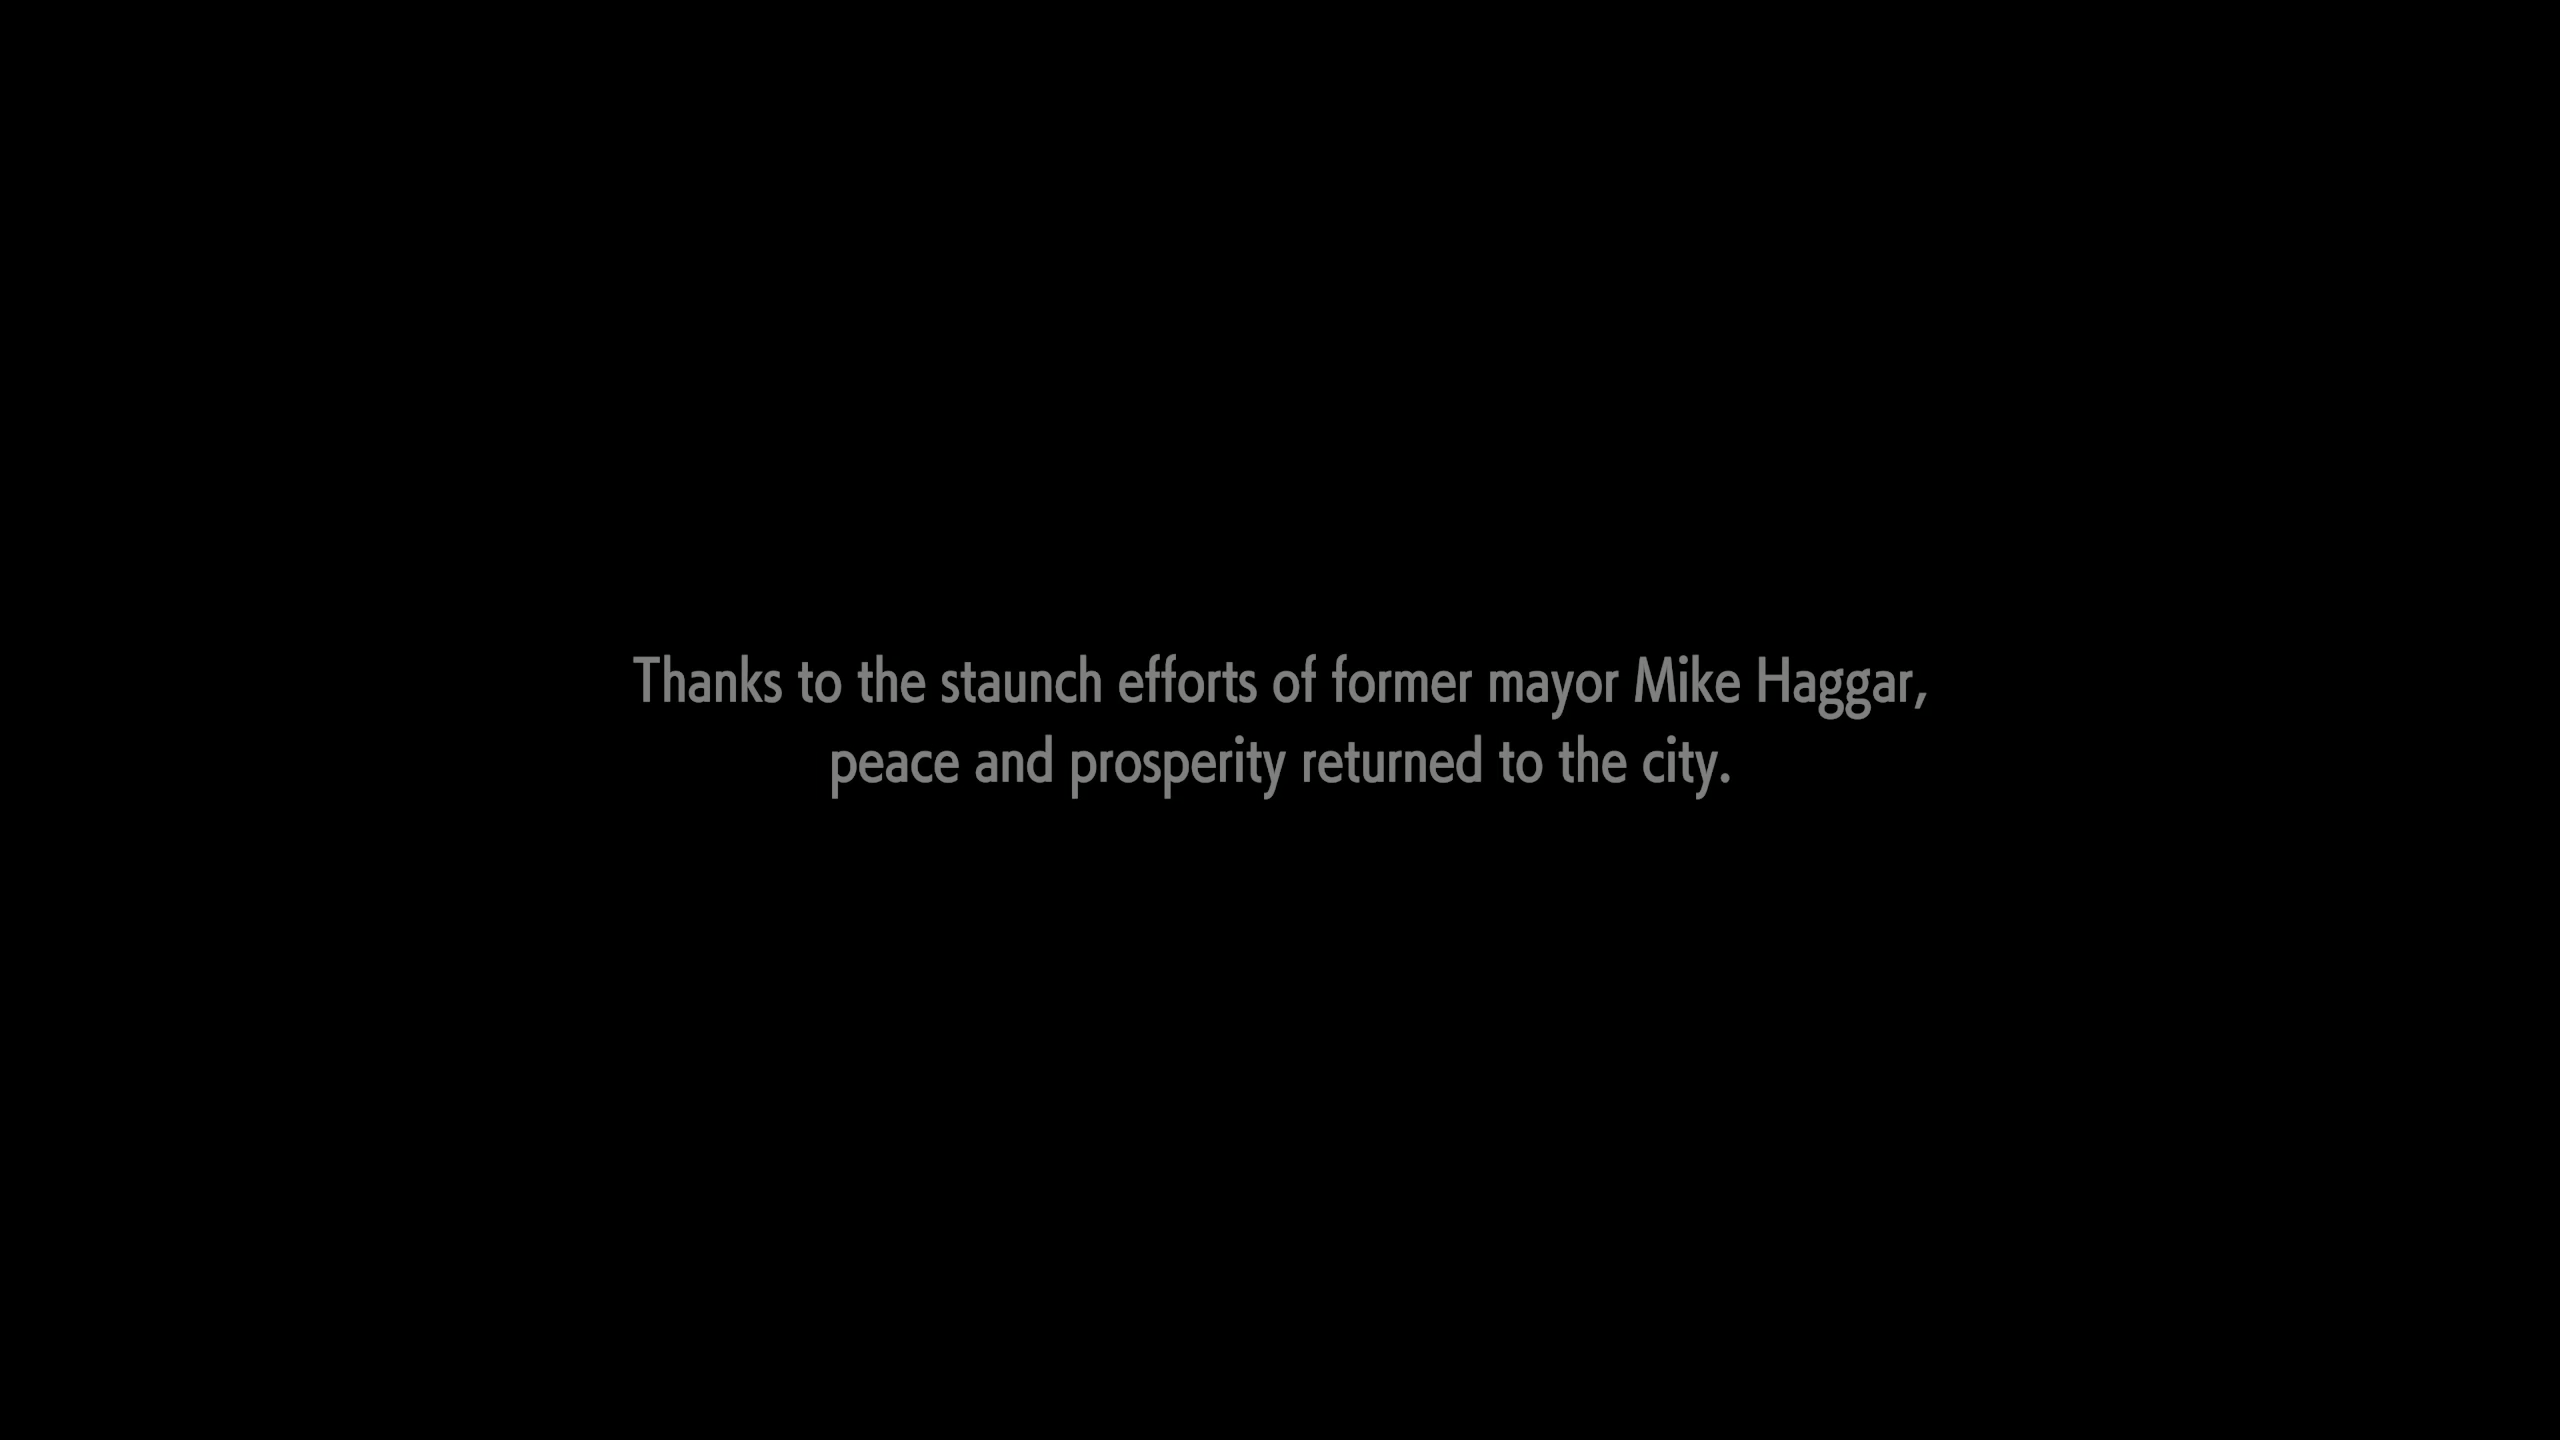 Thanks to the staunch efforts of former mayor Mike Haggar,
peace and prosperity returned to the city.